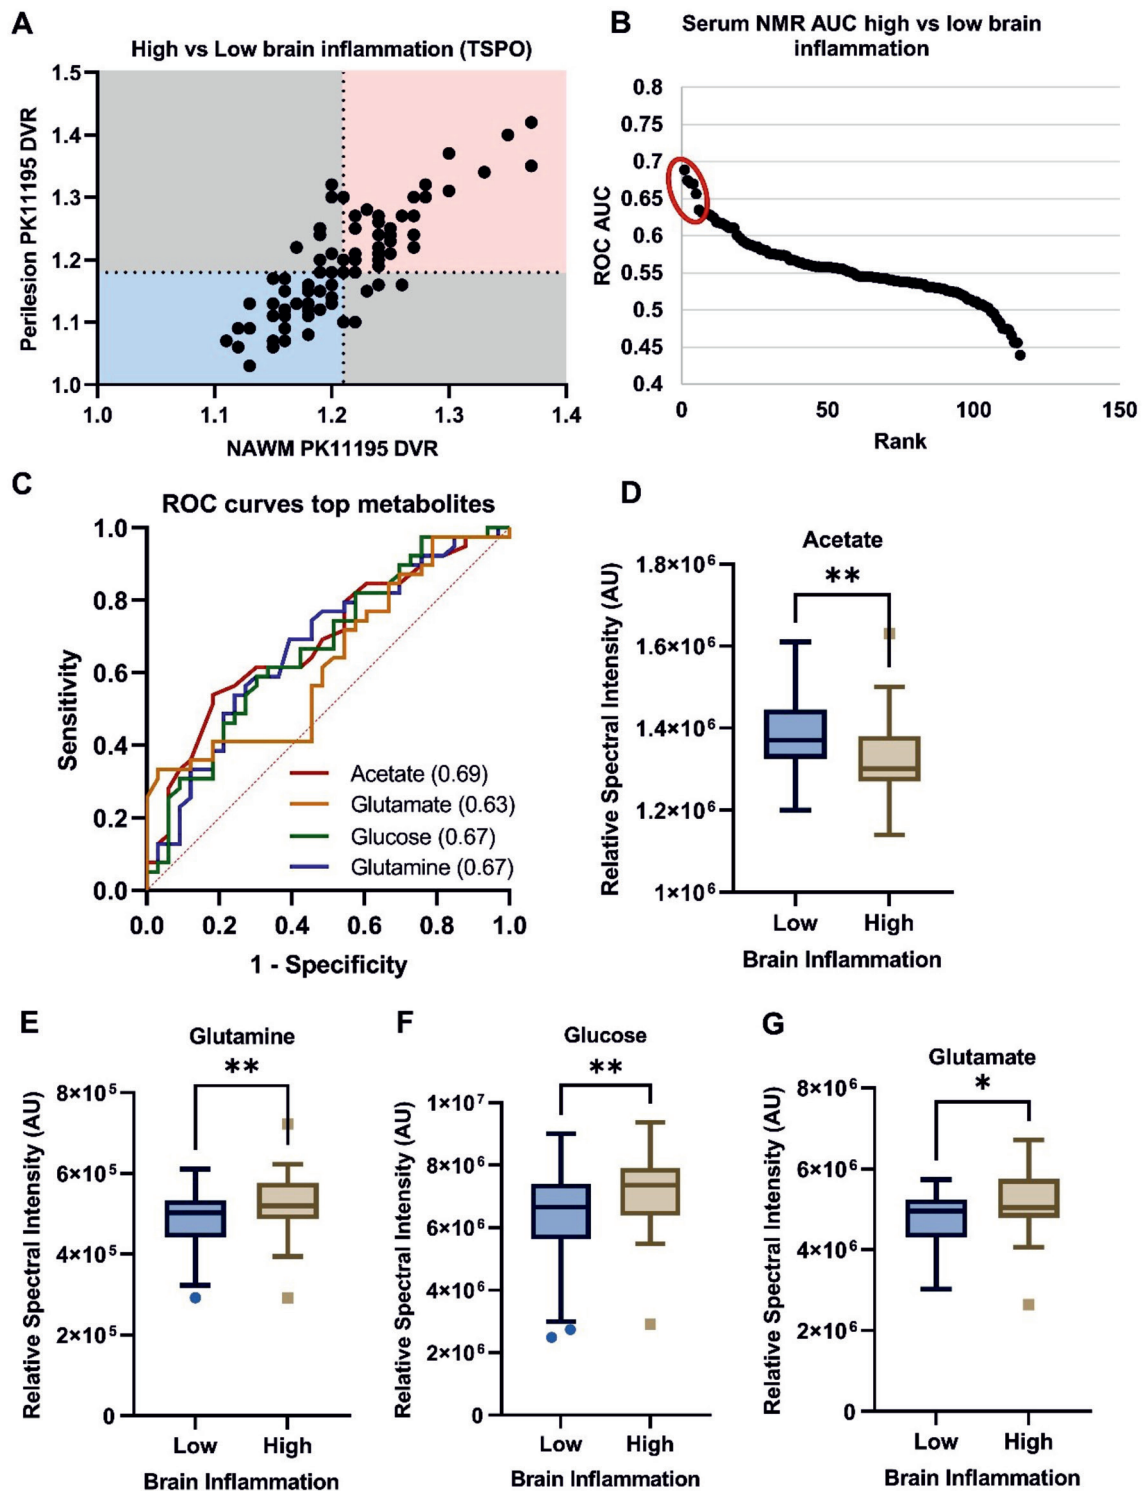 A
High vs Low brain inflammation (TSPO)
1.5
1.4
1.3
1.2
1.1
1.0
Perilesion PK11195 DVR
1.0
1.1
1.2
1.3
1.4
NAWM PK11195 DVR
B
Serum NMR AUC high vs low brain
inflammation
0.8
0.75
0.7
0.65
0.6
0.55
0.5
0.45
0.4
ROC AUC
0
50
100
150
Rank
C
ROC curves top metabolites
1.0
0.8
0.6
0.4
0.2
0.0
Sensitivity
Acetate (0.69)
Glutamate (0.63)
Glucose (0.67)
Glutamine (0.67)
0.0
0.2
0.4
0.6
0.8
1.0
1 - Specificity
D
Acetate
**
1.8×10⁶
1.6×10⁶
1.4×10⁶
1.2×10⁶
1×10⁶
Relative Spectral Intensity (AU)
Low
High
Brain Inflammation
E
Glutamine
**
8×10⁵
6×10⁵
4×10⁵
2×10⁵
0
Relative Spectral Intensity (AU)
Low
High
Brain Inflammation
F
Glucose
**
1×10⁷
8×10⁶
6×10⁶
4×10⁶
2×10⁶
0
Relative Spectral Intensity (AU)
Low
High
Brain Inflammation
G
Glutamate
*
8×10⁶
6×10⁶
4×10⁶
2×10⁶
0
Relative Spectral Intensity (AU)
Low
High
Brain Inflammation